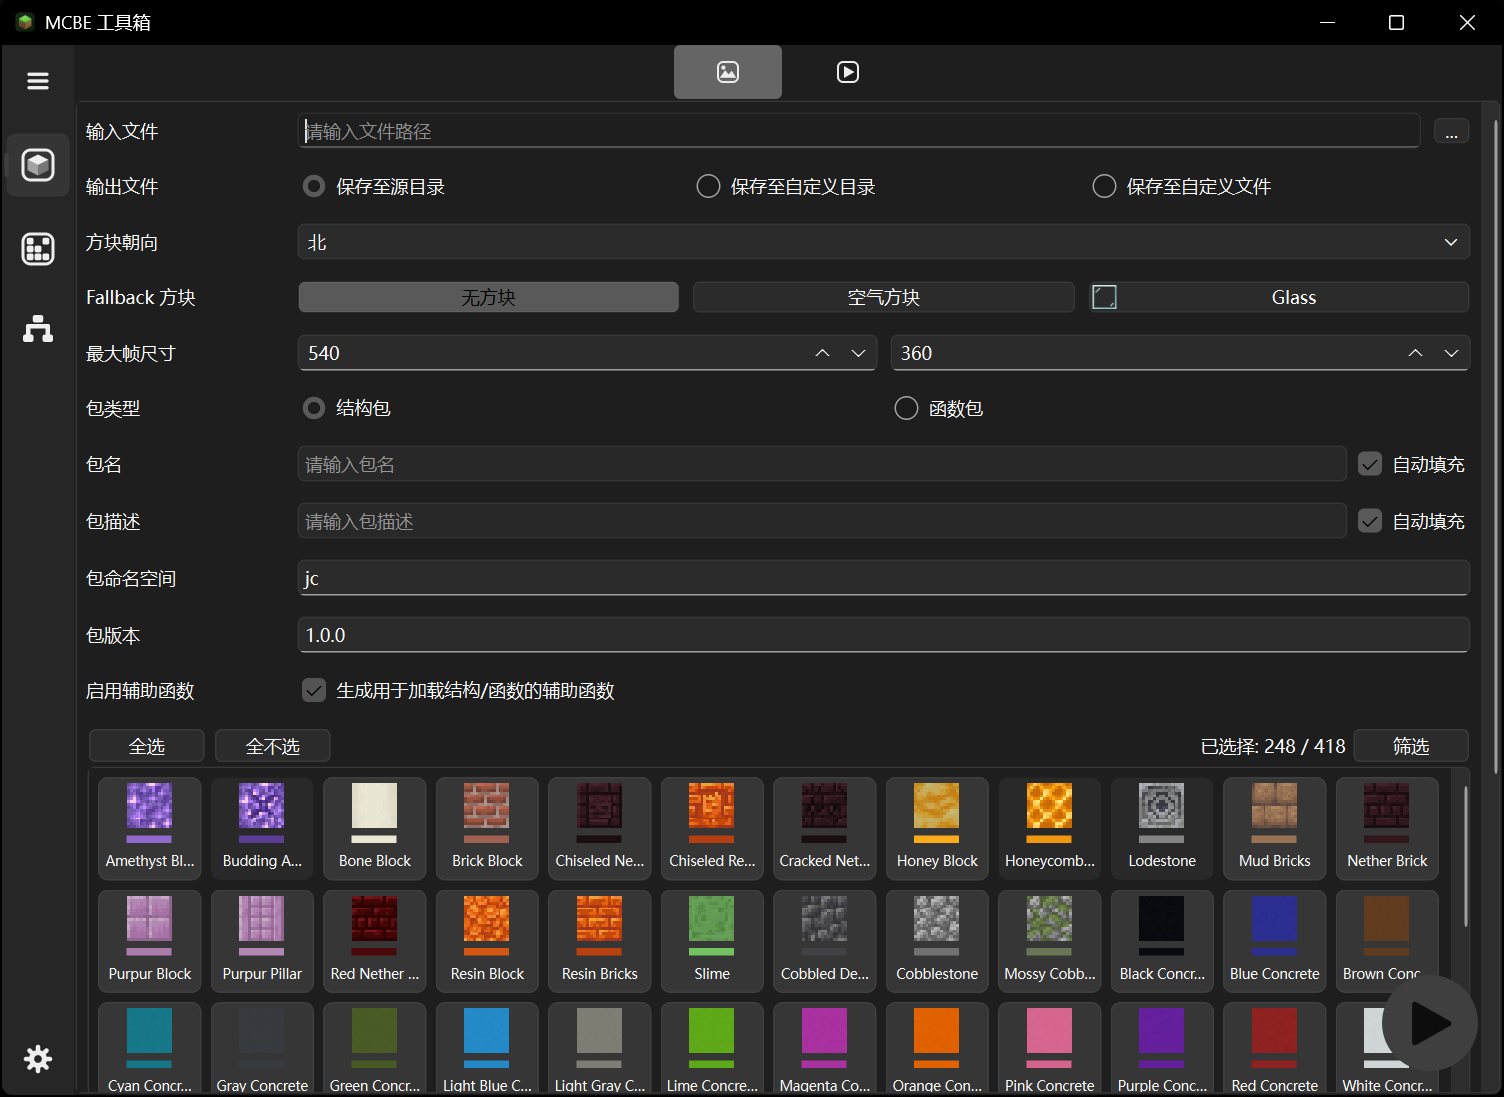 MCBE 工具箱
输入文件 请输入文件路径 ...
输出文件 保存至源目录 保存至自定义目录 保存至自定义文件
方块朝向 北
Fallback 方块 无方块 空气方块 Glass
最大帧尺寸 540 360
包类型 结构包 函数包
包名 请输入包名 自动填充
包描述 请输入包描述 自动填充
包命名空间 jc
包版本 1.0.0
启用辅助函数 生成用于加载结构/函数的辅助函数
全选 全不选 已选择: 248 / 418 筛选
Amethyst Bl... Budding A... Bone Block Brick Block Chiseled Ne... Chiseled Re... Cracked Net... Honey Block Honeycomb... Lodestone Mud Bricks Nether Brick
Purpur Block Purpur Pillar Red Nether ... Resin Block Resin Bricks Slime Cobbled De... Cobblestone Mossy Cobb... Black Concr... Blue Concrete Brown Conc...
Cyan Concr... Gray Concrete Green Concr... Light Blue C... Light Gray C... Lime Concre... Magenta Co... Orange Con... Pink Concrete Purple Conc... Red Concrete White Concr...